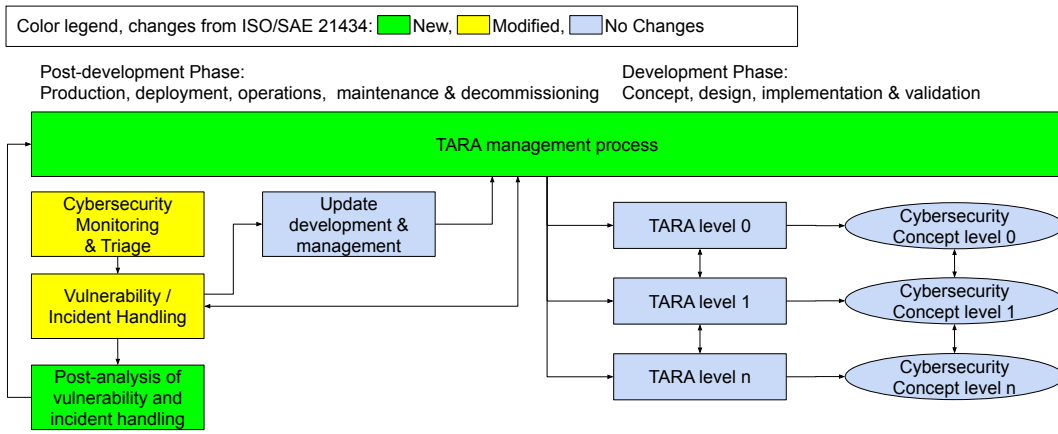 Color legend, changes from ISO/SAE 21434: New, Modified, No Changes
Post-development Phase:
Production, deployment, operations, maintenance & decommissioning
Development Phase:
Concept, design, implementation & validation
TARA management process
Cybersecurity
Monitoring
& Triage
Update
development &
management
Vulnerability /
Incident Handling
Post-analysis of
vulnerability and
incident handling
TARA level 0
Cybersecurity
Concept level 0
TARA level 1
Cybersecurity
Concept level 1
TARA level n
Cybersecurity
Concept level n